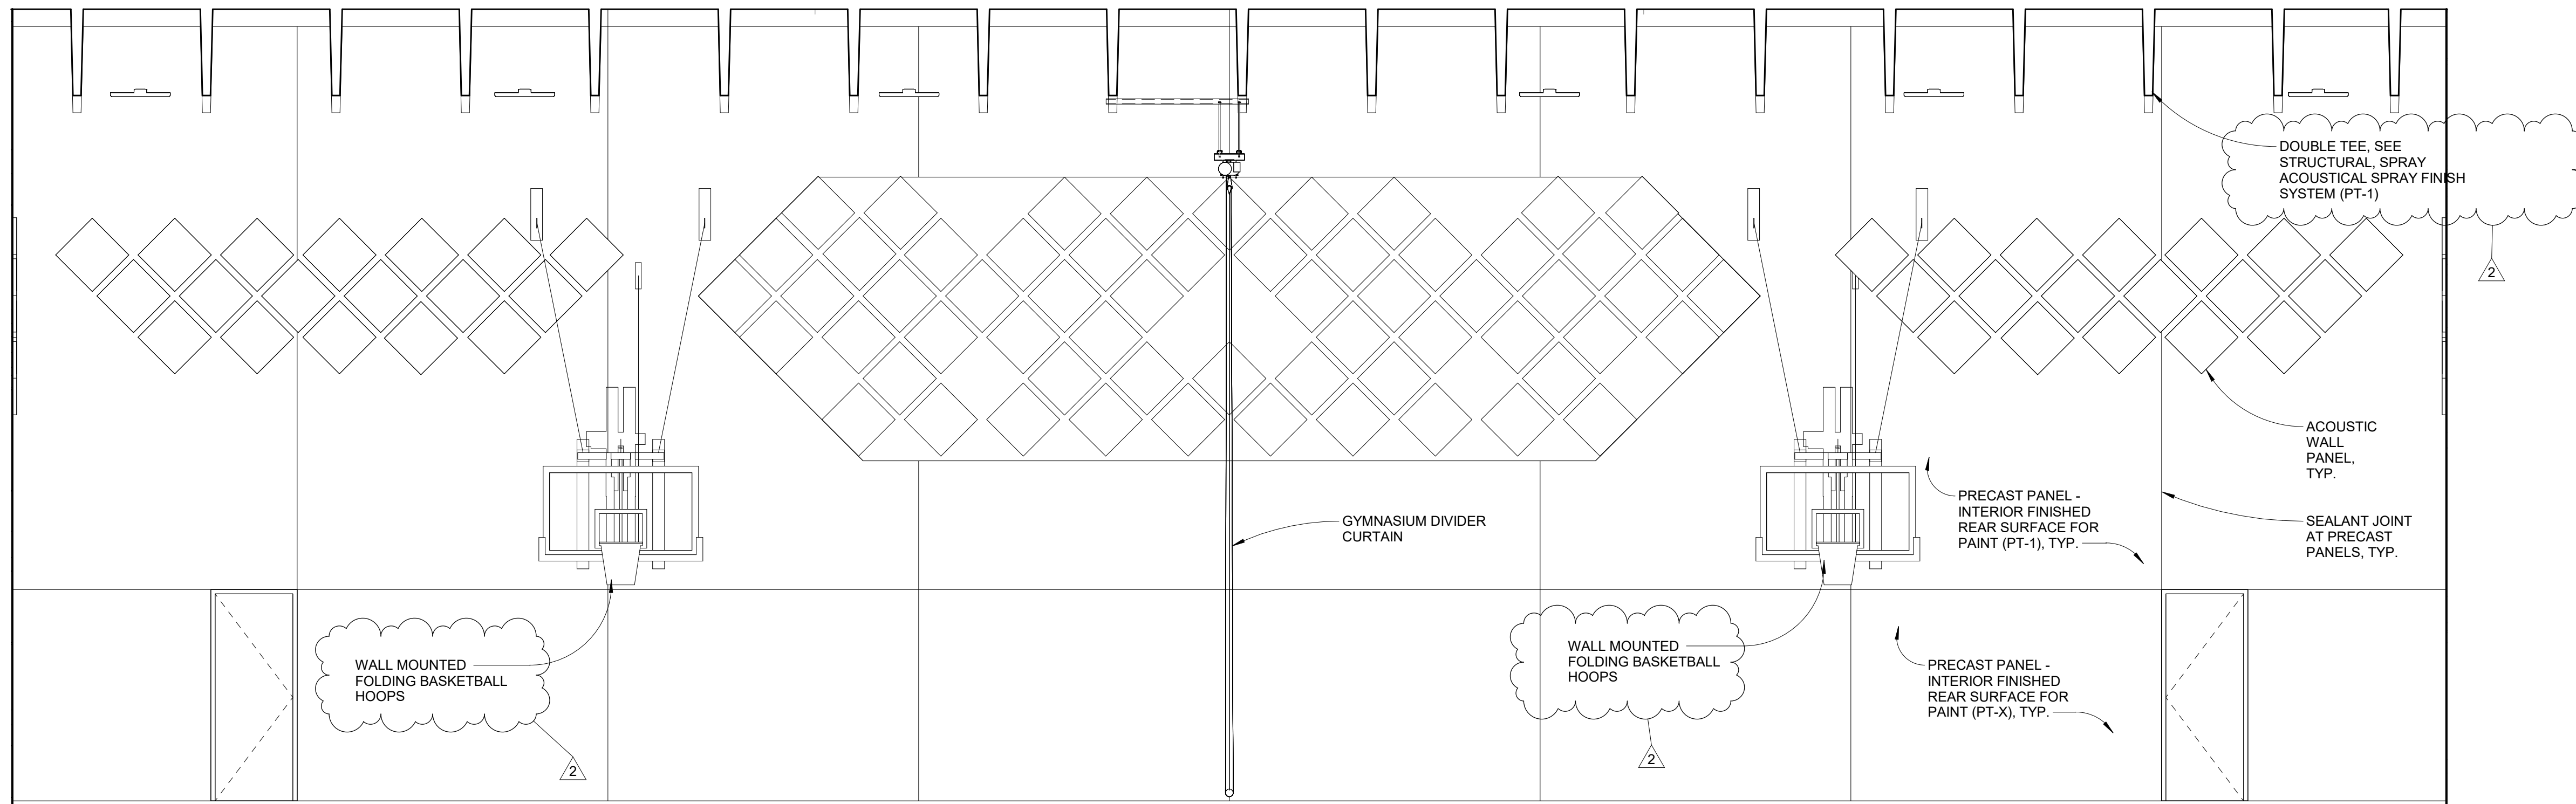 DOUBLE TEE, SEE
STRUCTURAL, SPRAY
ACOUSTICAL SPRAY FINISH
SYSTEM (PT-1)
2
ACOUSTIC
WALL
PANEL,
TYP.
PRECAST PANEL -
INTERIOR FINISHED
REAR SURFACE FOR
PAINT (PT-1), TYP.
SEALANT JOINT
AT PRECAST
PANELS, TYP.
GYMNASIUM DIVIDER
CURTAIN
WALL MOUNTED
FOLDING BASKETBALL
HOOPS
2
WALL MOUNTED
FOLDING BASKETBALL
HOOPS
2
PRECAST PANEL -
INTERIOR FINISHED
REAR SURFACE FOR
PAINT (PT-X), TYP.